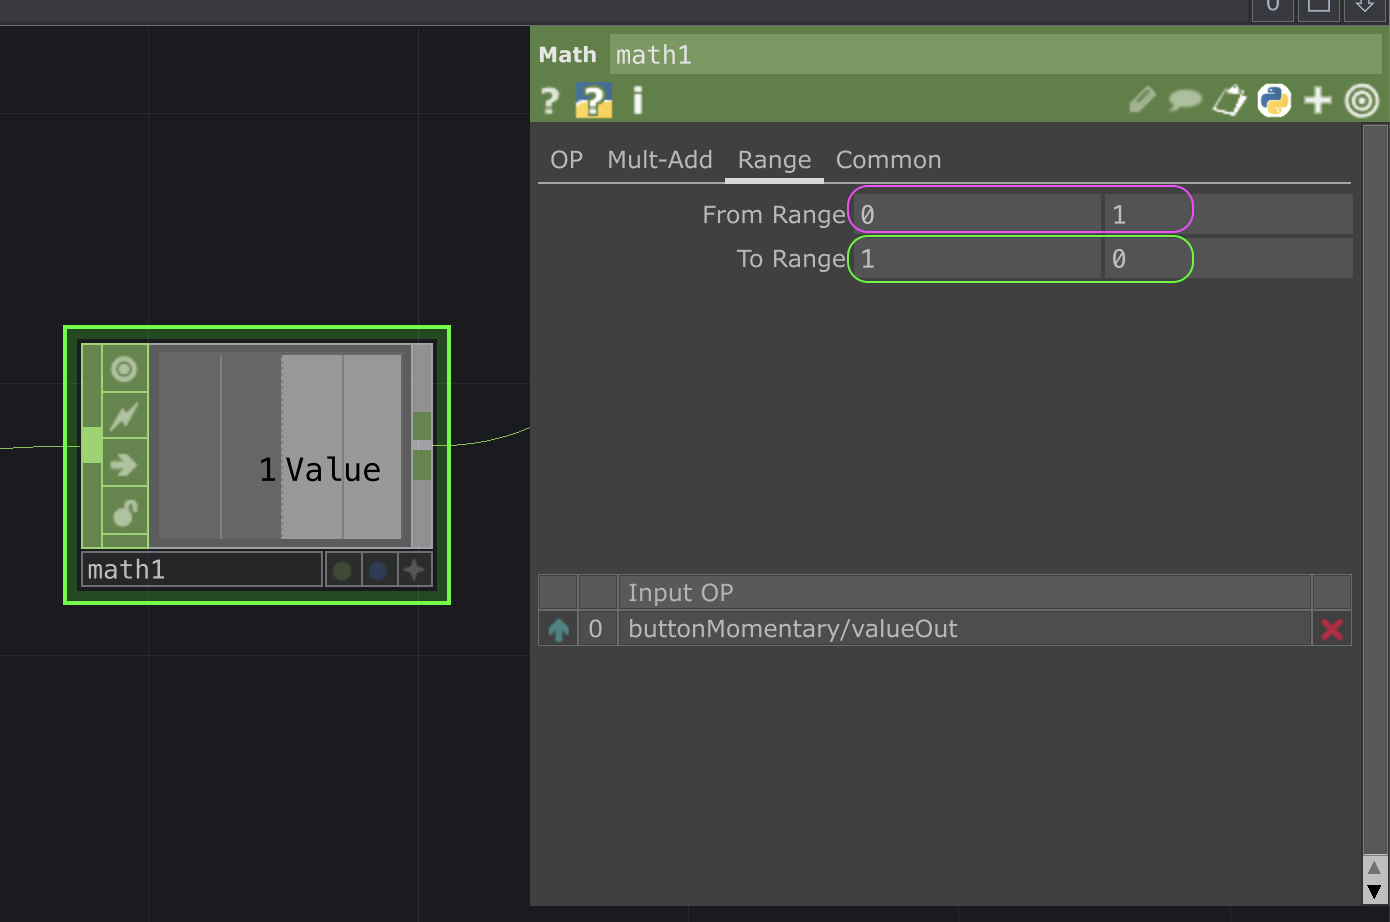 0
Math math1
? ? i
OP Mult-Add Range Common
From Range 0 1
To Range 1 0
1 Value
math1
Input OP
0 buttonMomentary/valueOut